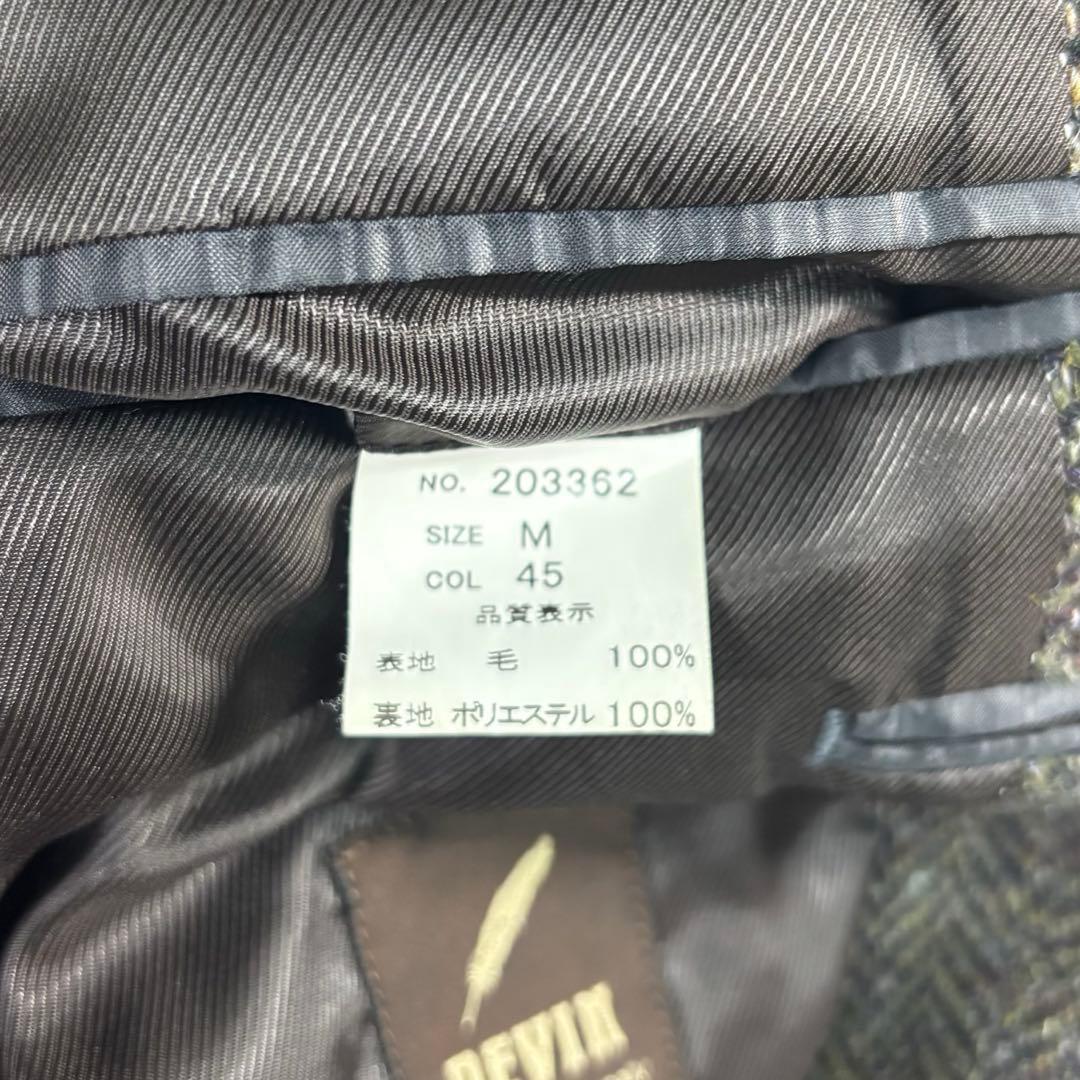 NO. 203362
SIZE M
COL 45
品質表示
表地 毛 100%
裏地 ポリエステル 100%